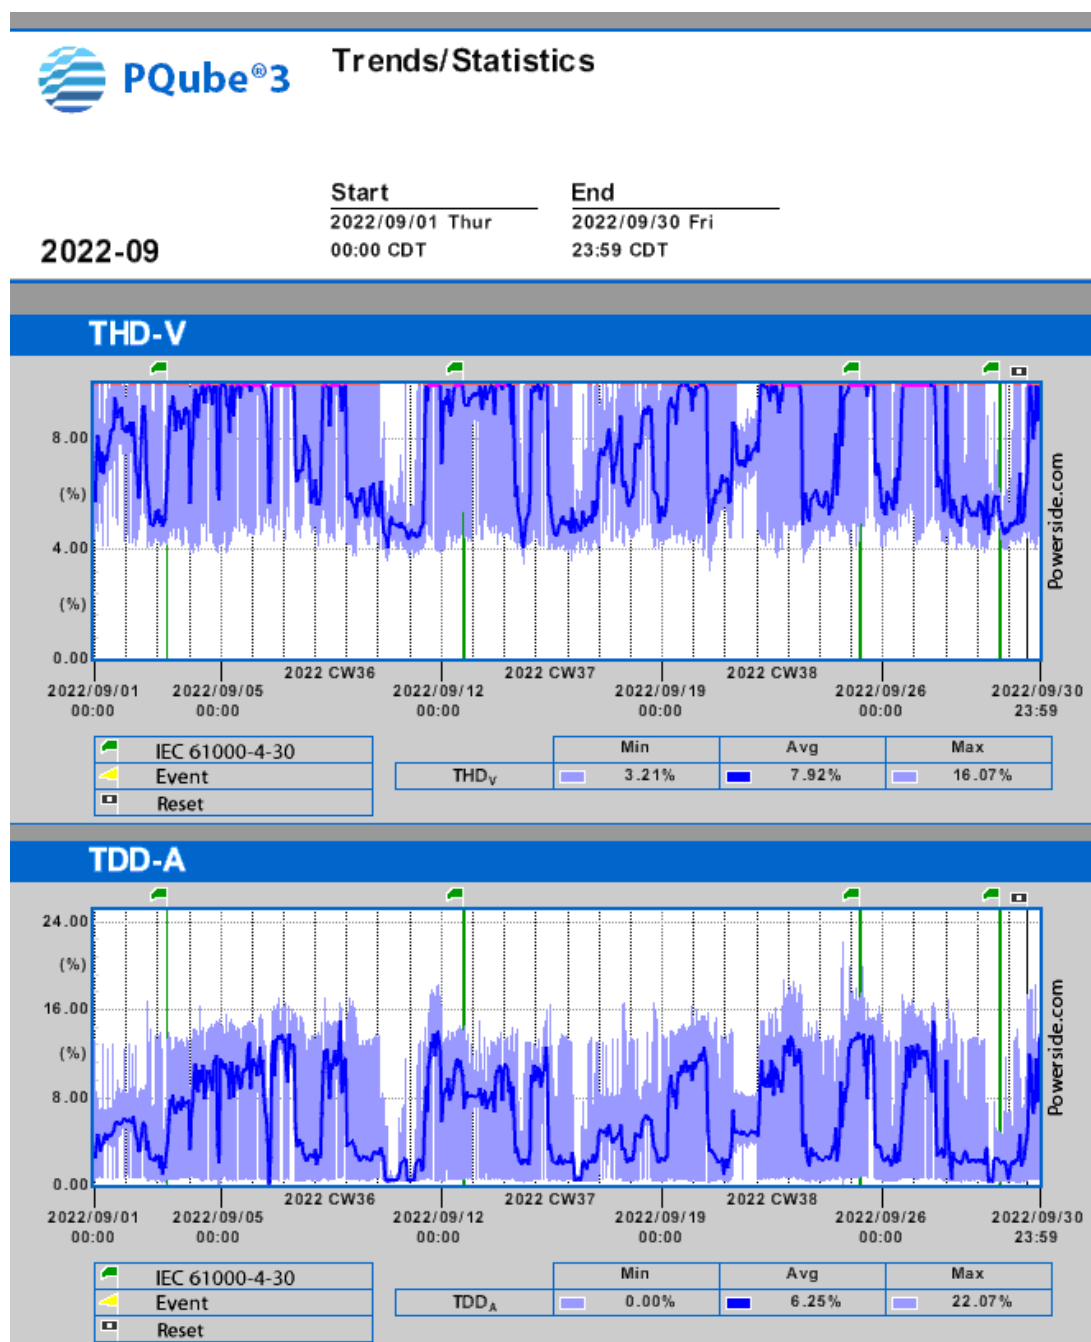 PQube®3
Trends/Statistics
Start
End
2022/09/01 Thur
2022/09/30 Fri
2022-09
00:00 CDT
23:59 CDT
THD-V
8.00
(%)
4.00
(%)
0.00
Powerside.com
2022 CW36
2022 CW37
2022 CW38
2022/09/01
2022/09/05
2022/09/12
2022/09/19
2022/09/26
2022/09/30
00:00
00:00
00:00
00:00
00:00
23:59
IEC 61000-4-30
Event
Reset
Min
Avg
Max
THDV
3.21%
7.92%
16.07%
TDD-A
24.00
(%)
16.00
(%)
8.00
0.00
Powerside.com
2022 CW36
2022 CW37
2022 CW38
2022/09/01
2022/09/05
2022/09/12
2022/09/19
2022/09/26
2022/09/30
00:00
00:00
00:00
00:00
00:00
23:59
IEC 61000-4-30
Event
Reset
Min
Avg
Max
TDDA
0.00%
6.25%
22.07%